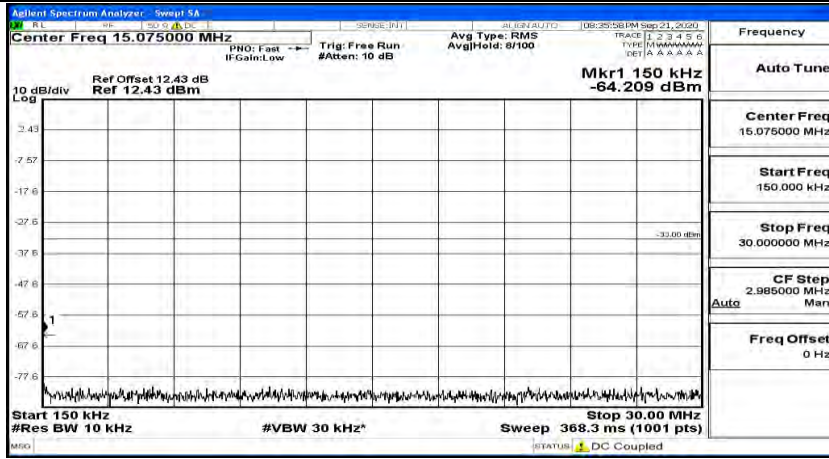 Agilent Spectrum Analyzer - Swept SA
RL RF 50 Ω DC SENSE:INT ALIGN AUTO 08:35:58 PM Sep 21, 2020
Center Freq 15.075000 MHz
PNO: Fast
IFGain:Low
Trig: Free Run
#Atten: 10 dB
Avg Type: RMS
Avg|Hold: 8/100
TRACE 1 2 3 4 5 6
TYPE M WWWWW
DET A A A A A A
Ref Offset 12.43 dB
Ref 12.43 dBm
10 dB/div
Log
Mkr1 150 kHz
-64.209 dBm
2.43
-7.57
-17.6
-27.6
-33.00 dBm
-37.6
-47.6
-57.6
1
-67.6
-77.6
Start 150 kHz
#Res BW 10 kHz
#VBW 30 kHz*
Stop 30.00 MHz
Sweep 368.3 ms (1001 pts)
MSG
STATUS DC Coupled
Frequency
Auto Tune
Center Freq
15.075000 MHz
Start Freq
150.000 kHz
Stop Freq
30.000000 MHz
CF Step
2.985000 MHz
Auto Man
Freq Offset
0 Hz